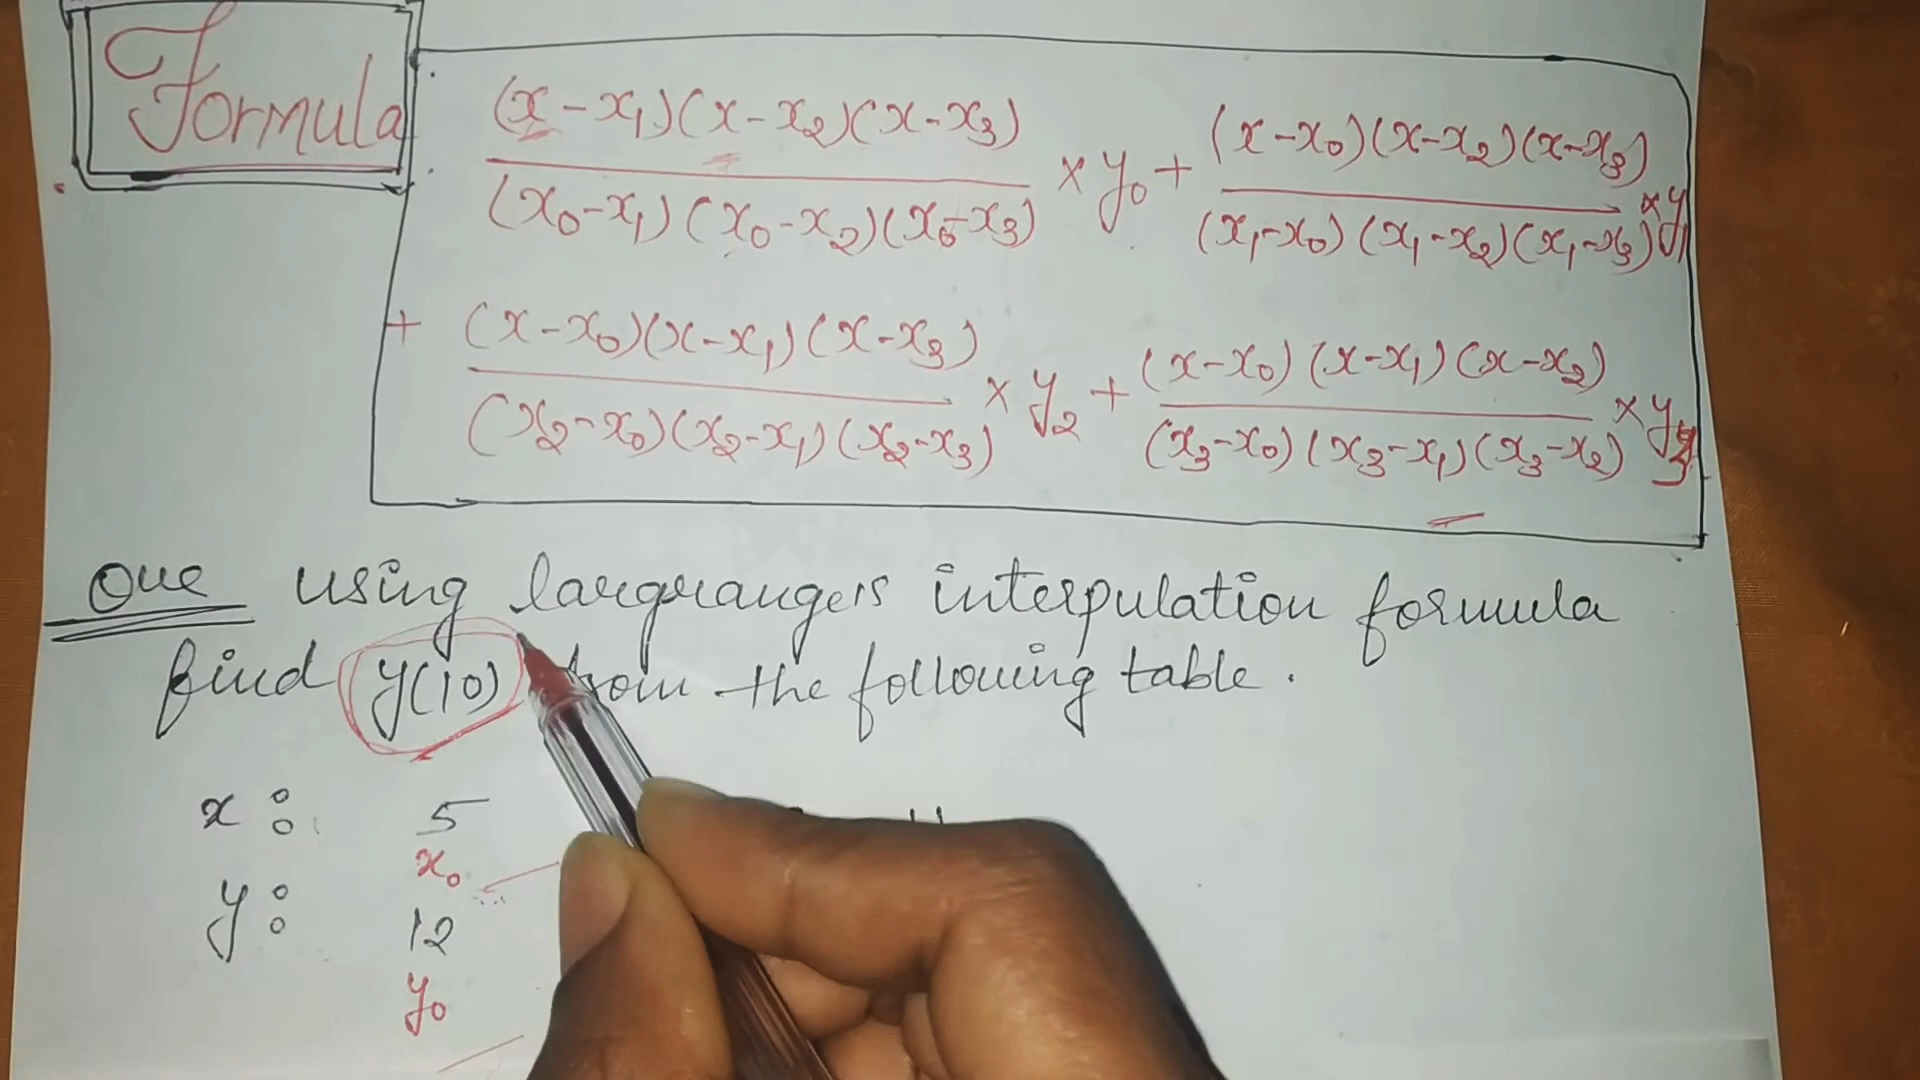 Formula
(x-x₁)(x-x₂)(x-x₃) / (x₀-x₁)(x₀-x₂)(x₀-x₃) × y₀ + (x-x₀)(x-x₂)(x-x₃) / (x₁-x₀)(x₁-x₂)(x₁-x₃) × y₁
+ (x-x₀)(x-x₁)(x-x₃) / (x₂-x₀)(x₂-x₁)(x₂-x₃) × y₂ + (x-x₀)(x-x₁)(x-x₂) / (x₃-x₀)(x₃-x₁)(x₃-x₂) × y₃
Que using largrangers interpulation formula
find y(10) from the following table.
x : 5
x₀
y : 12
y₀